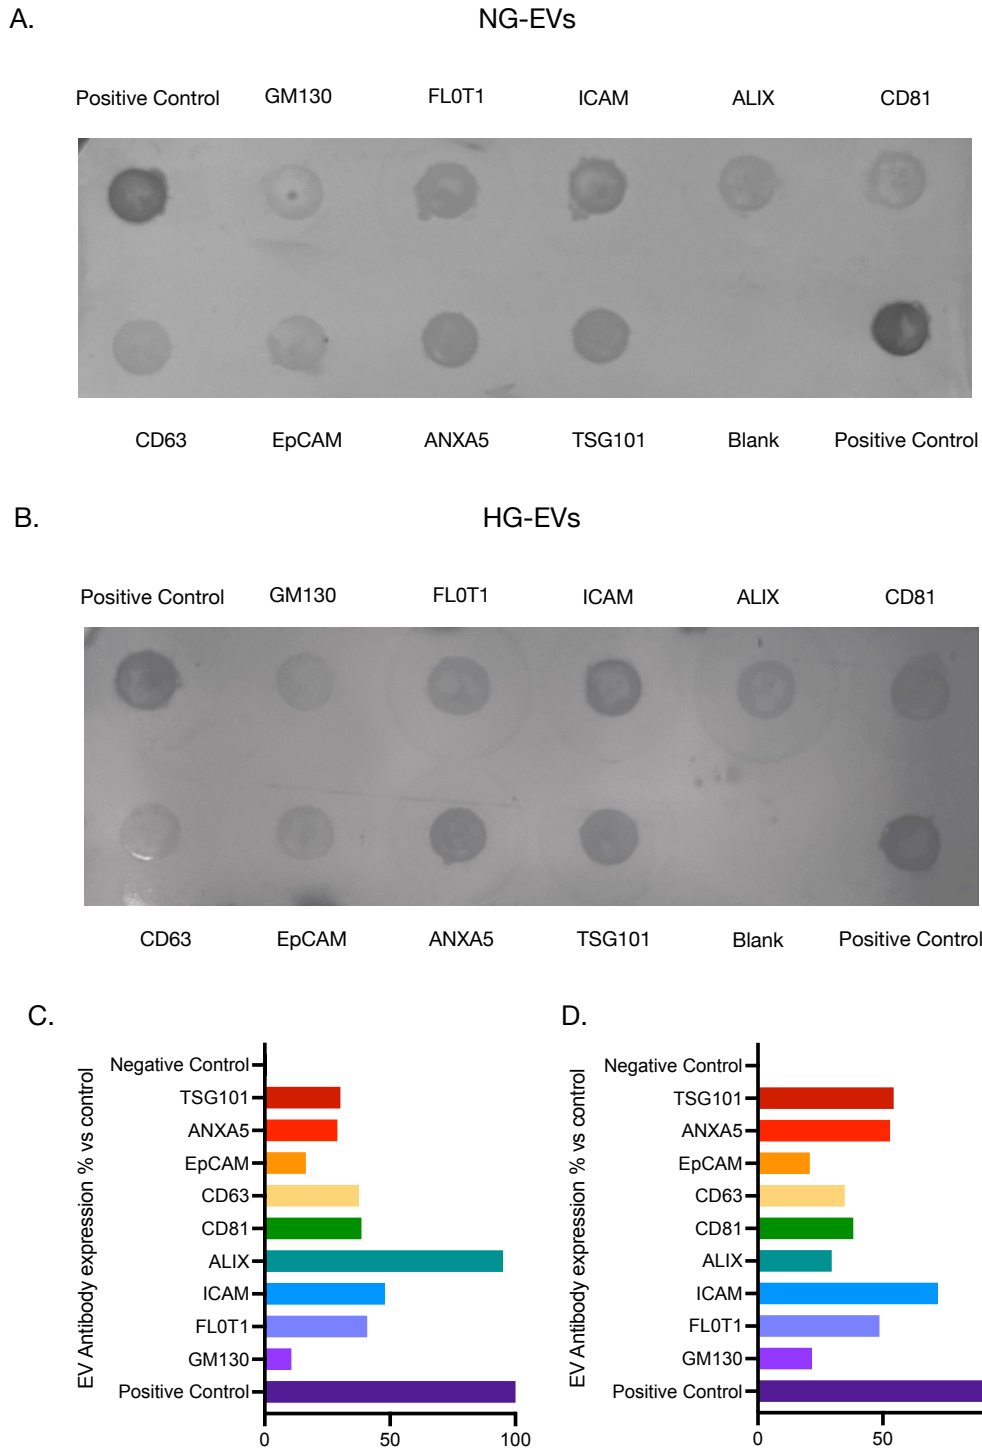 A.
NG-EVs
Positive Control GM130 FL0T1 ICAM ALIX CD81
CD63 EpCAM ANXA5 TSG101 Blank Positive Control
B.
HG-EVs
Positive Control GM130 FL0T1 ICAM ALIX CD81
CD63 EpCAM ANXA5 TSG101 Blank Positive Control
C.
EV Antibody expression % vs control
Negative Control
TSG101
ANXA5
EpCAM
CD63
CD81
ALIX
ICAM
FL0T1
GM130
Positive Control
0 50 100
D.
EV Antibody expression % vs control
Negative Control
TSG101
ANXA5
EpCAM
CD63
CD81
ALIX
ICAM
FL0T1
GM130
Positive Control
0 50